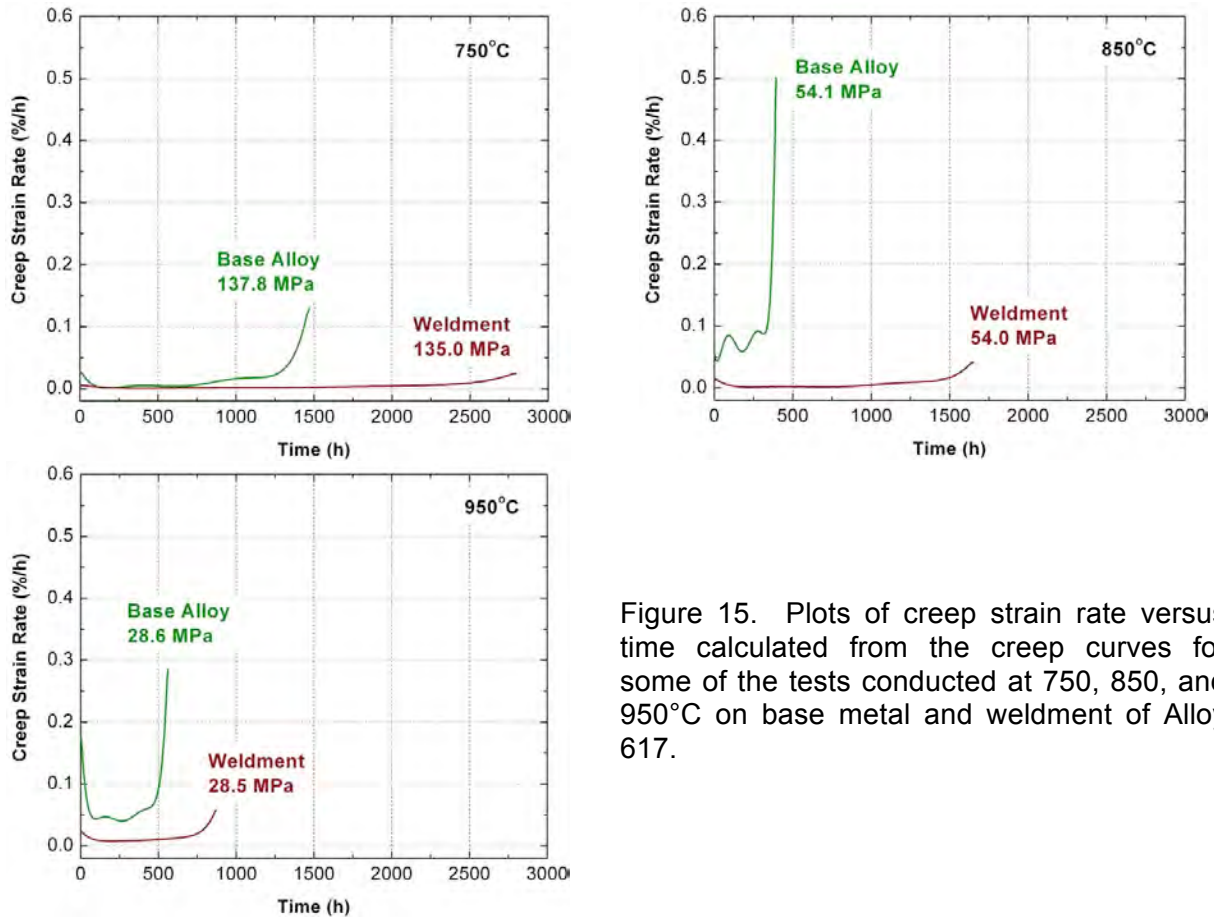 0.6
0.5
0.4
0.3
0.2
0.1
0.0
Creep Strain Rate (%/h)
750°C
Base Alloy
137.8 MPa
Weldment
135.0 MPa
0 500 1000 1500 2000 2500 3000
Time (h)
0.6
0.5
0.4
0.3
0.2
0.1
0.0
Creep Strain Rate (%/h)
850°C
Base Alloy
54.1 MPa
Weldment
54.0 MPa
0 500 1000 1500 2000 2500 3000
Time (h)
0.6
0.5
0.4
0.3
0.2
0.1
0.0
Creep Strain Rate (%/h)
950°C
Base Alloy
28.6 MPa
Weldment
28.5 MPa
0 500 1000 1500 2000 2500 3000
Time (h)
Figure 15. Plots of creep strain rate versus
time calculated from the creep curves fo
some of the tests conducted at 750, 850, and
950°C on base metal and weldment of Alloy
617.